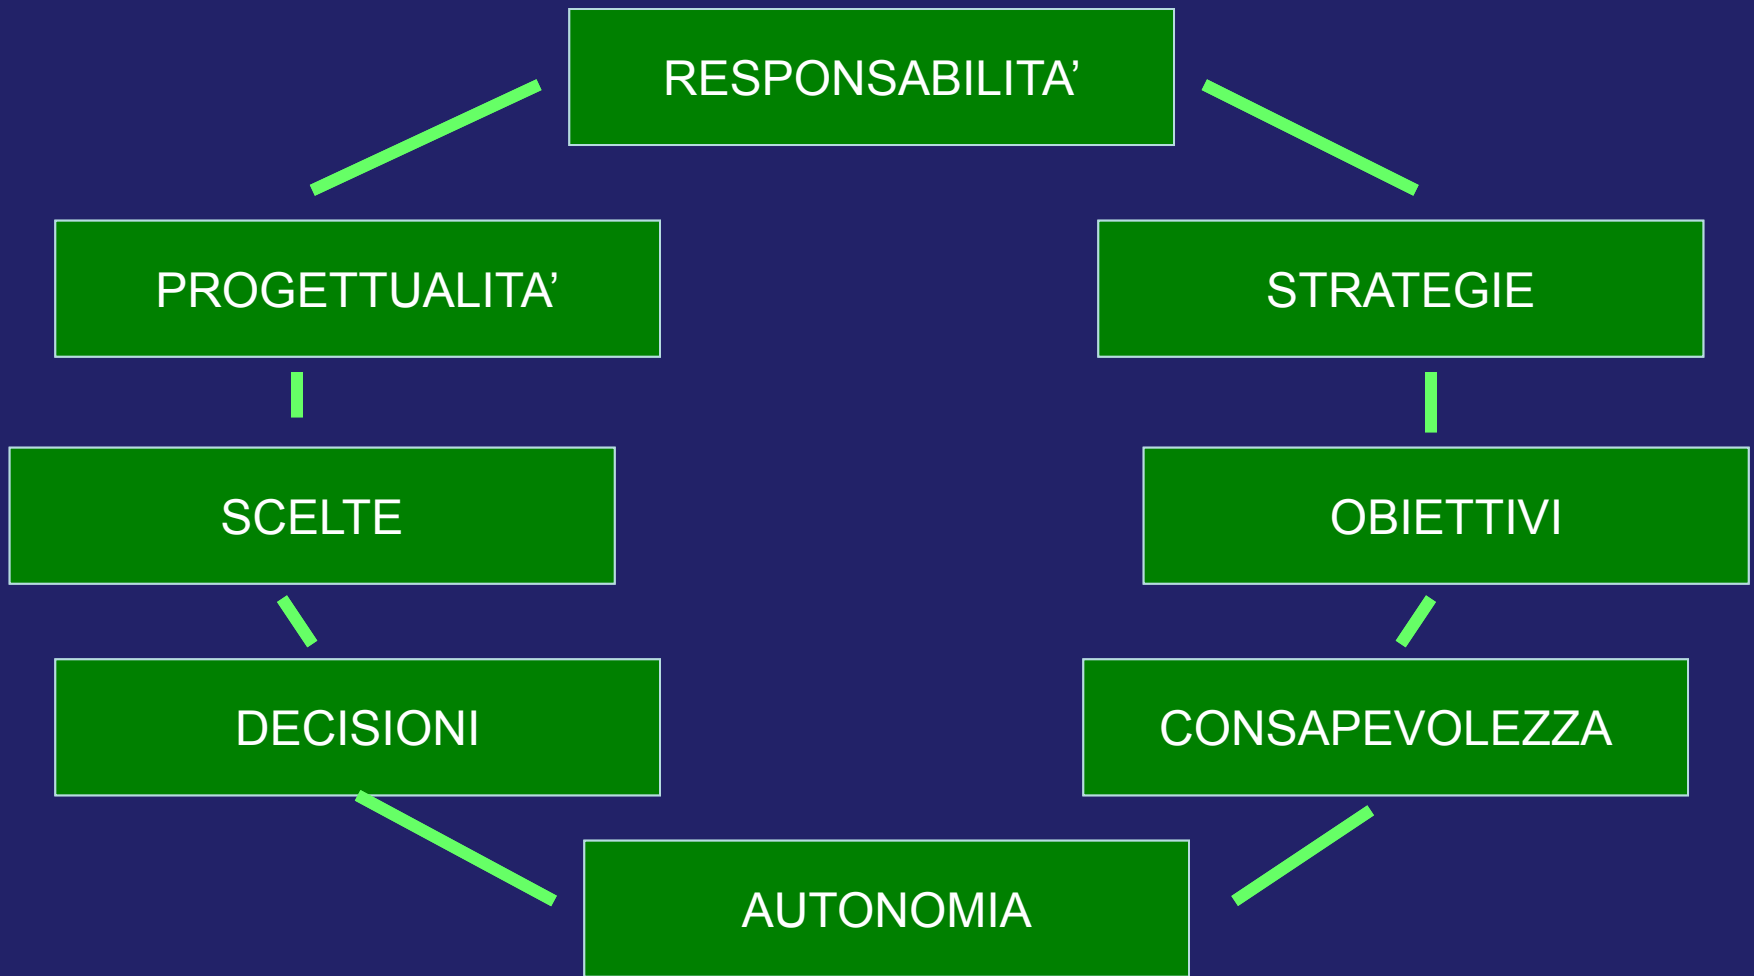 RESPONSABILITA’
PROGETTUALITA’
STRATEGIE
SCELTE
OBIETTIVI
DECISIONI
CONSAPEVOLEZZA
AUTONOMIA